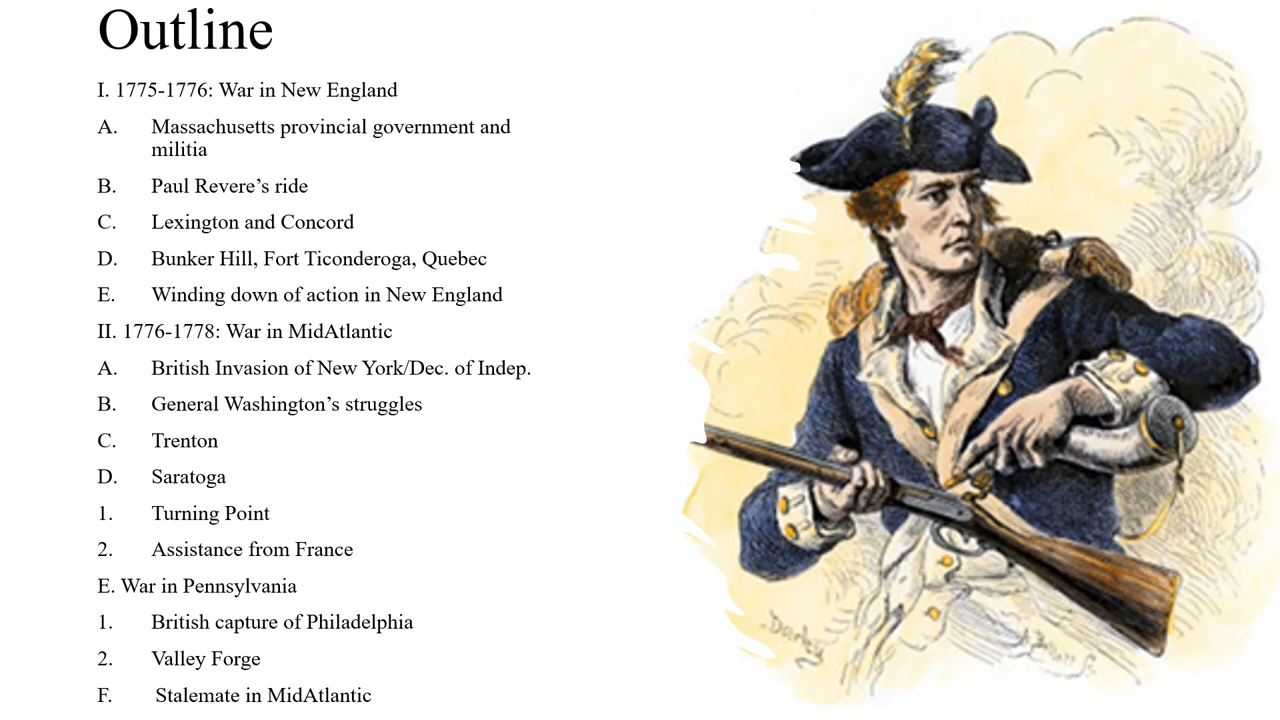 Outline
I. 1775-1776: War in New England
A. Massachusetts provincial government and
militia
B. Paul Revere’s ride
C. Lexington and Concord
D. Bunker Hill, Fort Ticonderoga, Quebec
E. Winding down of action in New England
II. 1776-1778: War in MidAtlantic
A. British Invasion of New York/Dec. of Indep.
B. General Washington’s struggles
C. Trenton
D. Saratoga
1. Turning Point
2. Assistance from France
E. War in Pennsylvania
1. British capture of Philadelphia
2. Valley Forge
F. Stalemate in MidAtlantic
Darley